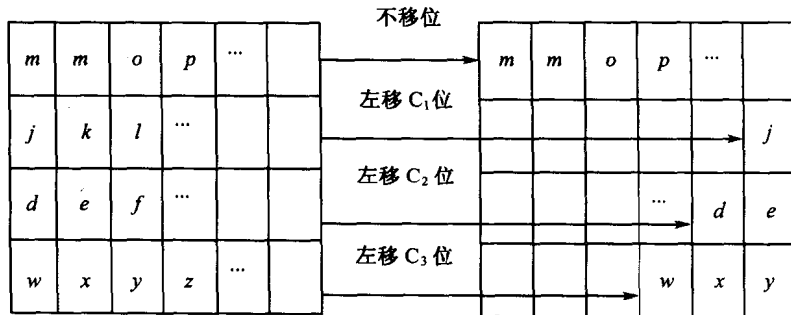 不移位
m m o p ... m m o p ...
左移 C₁位
j k l ... j
左移 C₂位
d e f ... ... d e
左移 C₃位
w x y z ... w x y